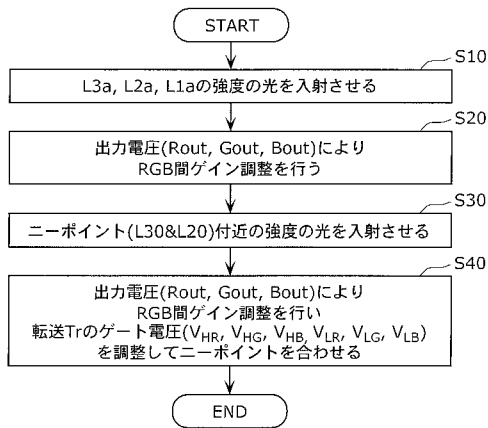 START
S10
L3a, L2a, L1aの強度の光を入射させる
S20
出力電圧(Rout, Gout, Bout)により
RGB間ゲイン調整を行う
S30
ニーポイント(L30&L20)付近の強度の光を入射させる
S40
出力電圧(Rout, Gout, Bout)により
RGB間ゲイン調整を行い
転送Trのゲート電圧(VHR, VHG, VHB, VLR, VLG, VLB)
を調整してニーポイントを合わせる
END